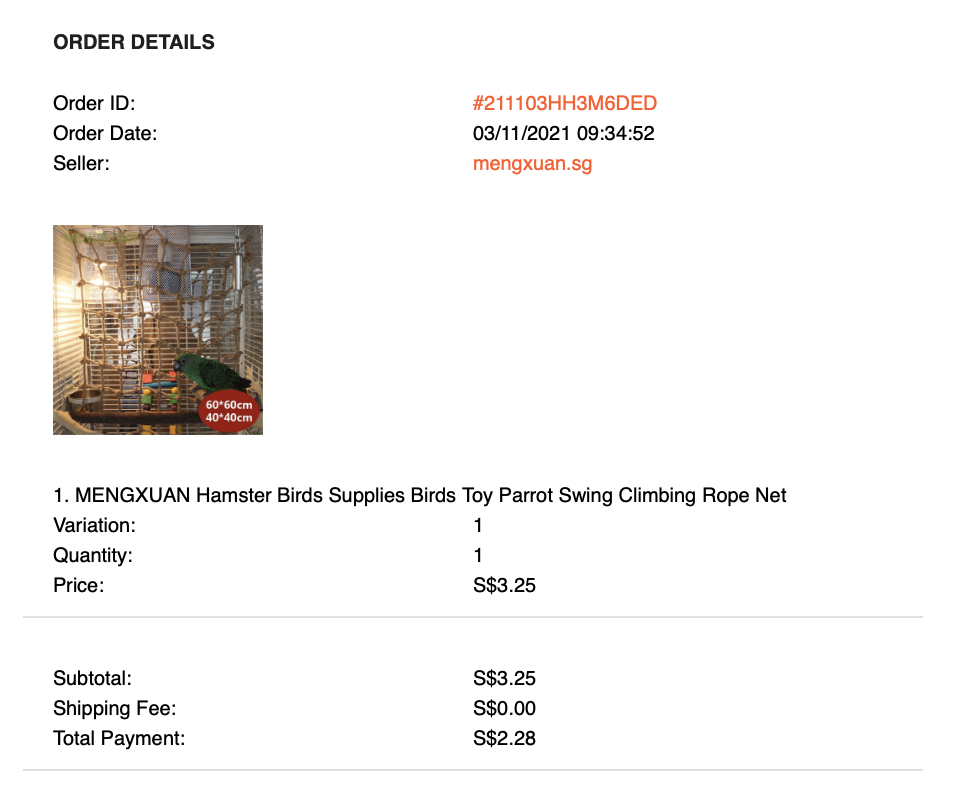 ORDER DETAILS
Order ID: #211103HH3M6DED
Order Date: 03/11/2021 09:34:52
Seller: mengxuan.sg
60*60cm
40*40cm
1. MENGXUAN Hamster Birds Supplies Birds Toy Parrot Swing Climbing Rope Net
Variation: 1
Quantity: 1
Price: S$3.25
Subtotal: S$3.25
Shipping Fee: S$0.00
Total Payment: S$2.28